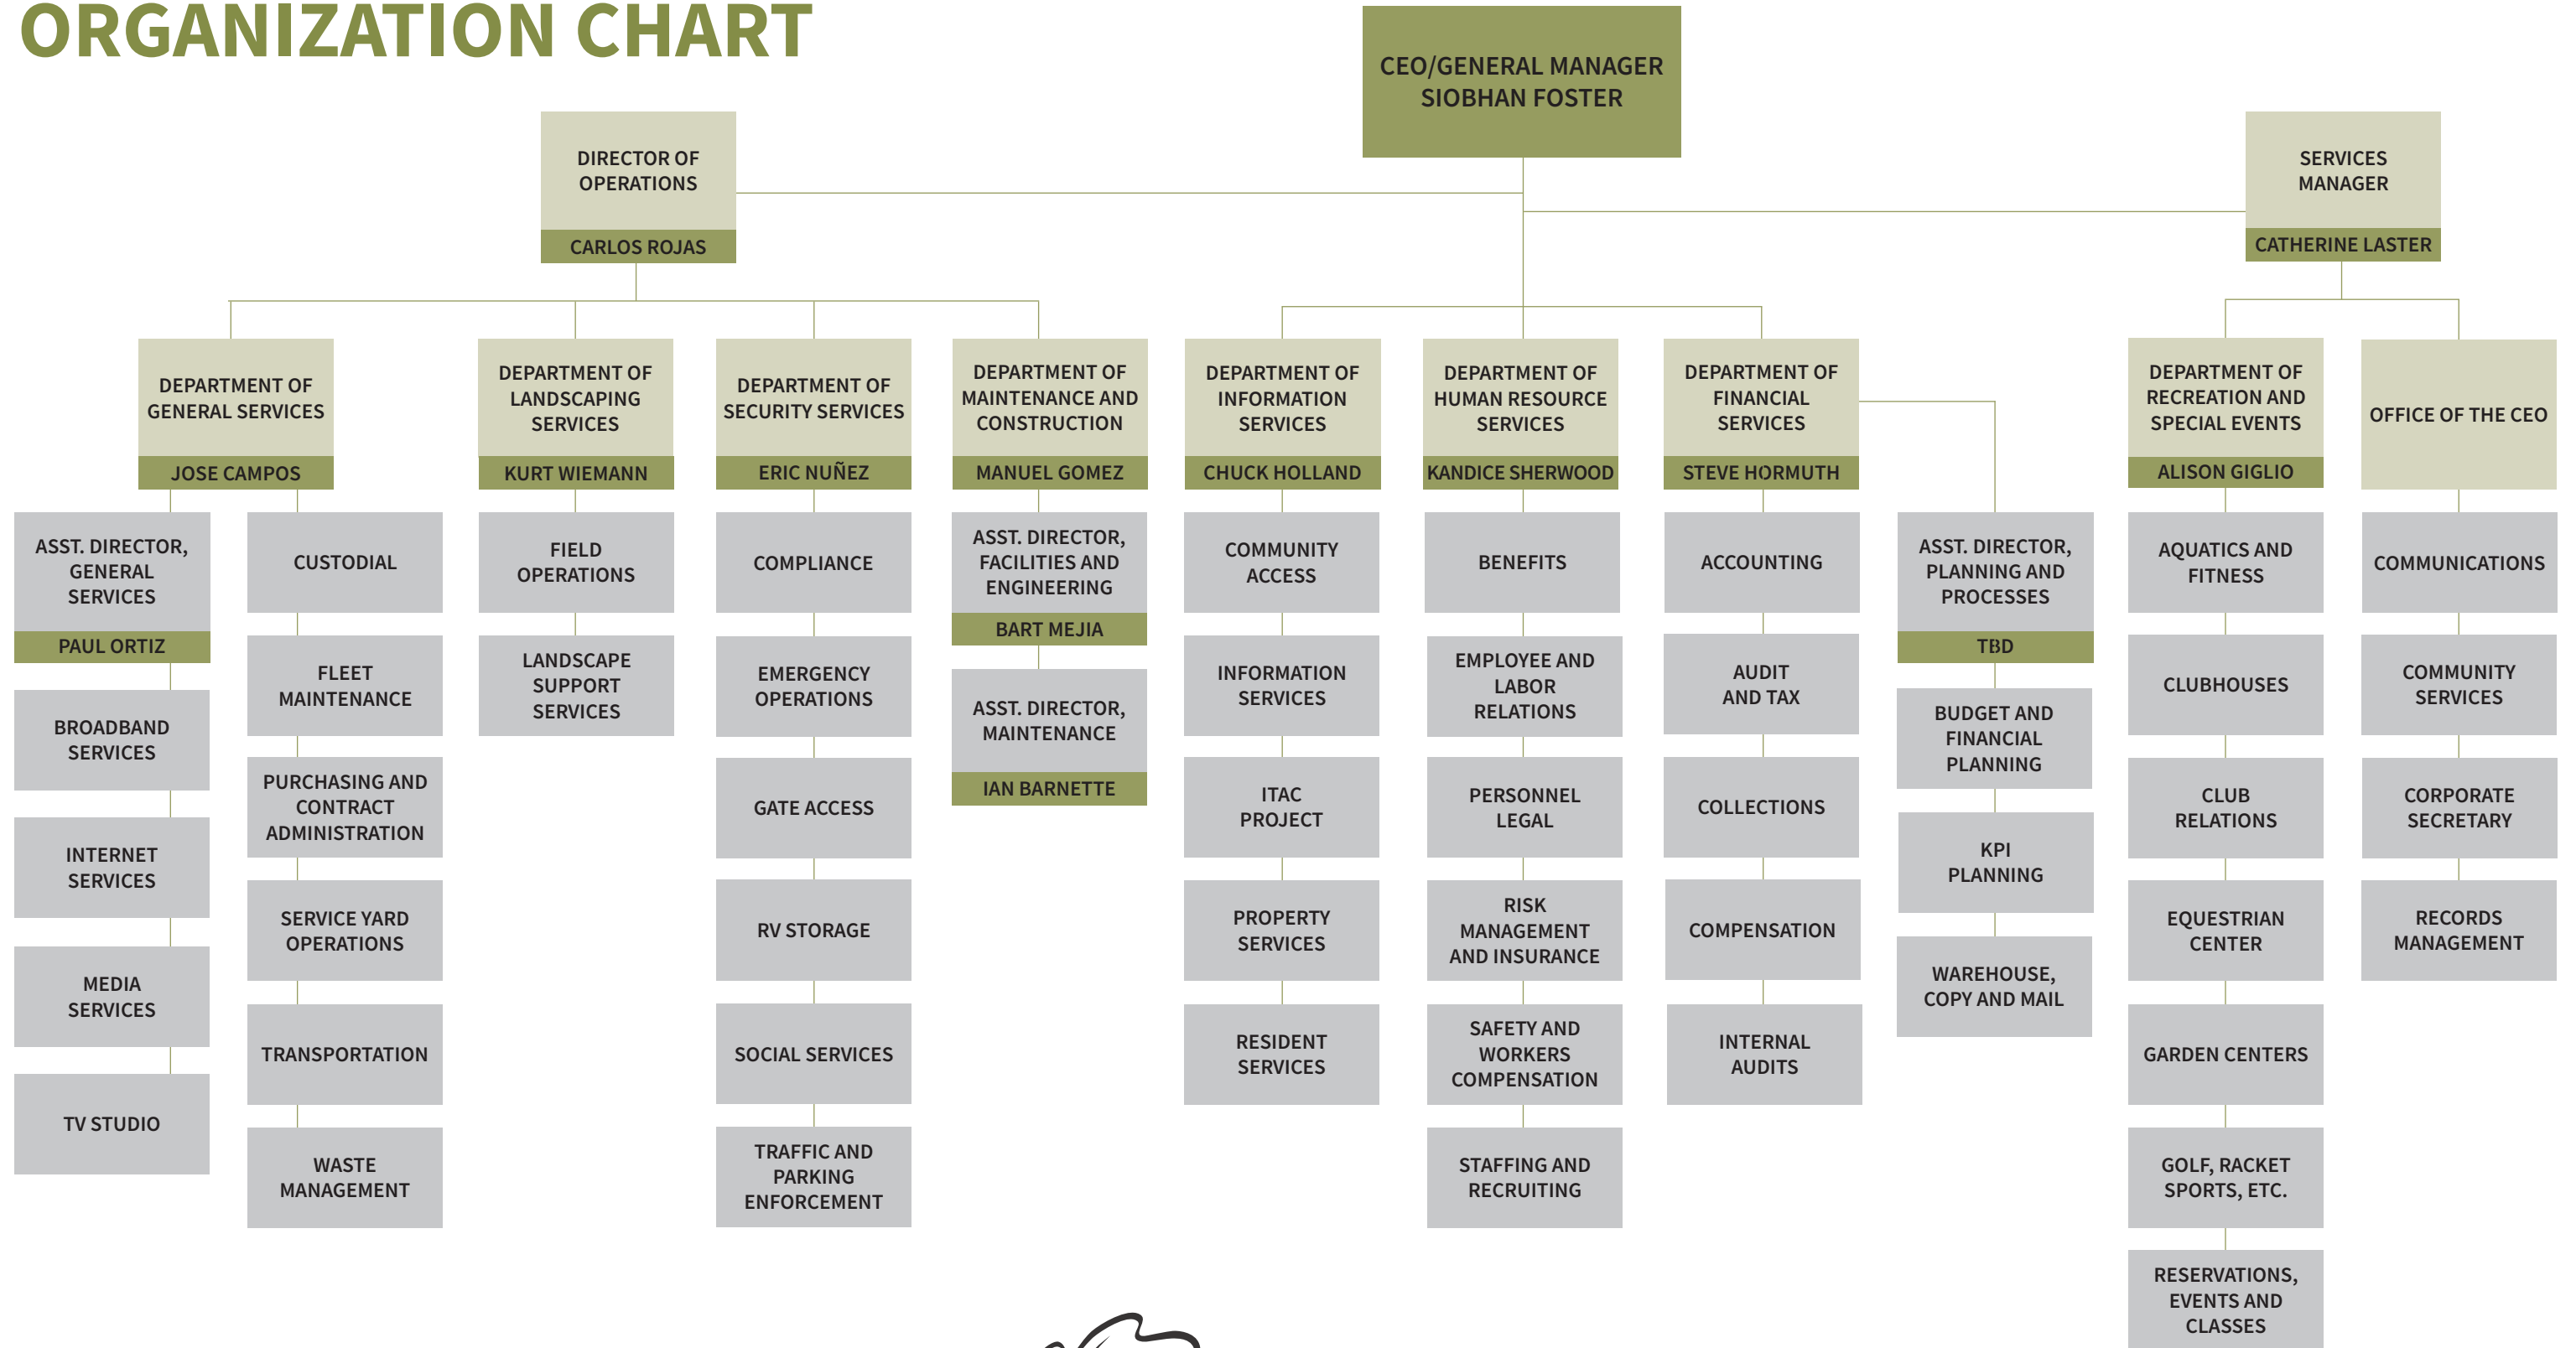 ORGANIZATION CHART
CEO/GENERAL MANAGER
SIOBHAN FOSTER
DIRECTOR OF
OPERATIONS
CARLOS ROJAS
SERVICES
MANAGER
CATHERINE LASTER
DEPARTMENT OF
GENERAL SERVICES
JOSE CAMPOS
ASST. DIRECTOR,
GENERAL
SERVICES
PAUL ORTIZ
BROADBAND
SERVICES
INTERNET
SERVICES
MEDIA
SERVICES
TV STUDIO
CUSTODIAL
FLEET
MAINTENANCE
PURCHASING AND
CONTRACT
ADMINISTRATION
SERVICE YARD
OPERATIONS
TRANSPORTATION
WASTE
MANAGEMENT
DEPARTMENT OF
LANDSCAPING
SERVICES
KURT WIEMANN
FIELD
OPERATIONS
LANDSCAPE
SUPPORT
SERVICES
DEPARTMENT OF
SECURITY SERVICES
ERIC NUÑEZ
COMPLIANCE
EMERGENCY
OPERATIONS
GATE ACCESS
RV STORAGE
SOCIAL SERVICES
TRAFFIC AND
PARKING
ENFORCEMENT
DEPARTMENT OF
MAINTENANCE AND
CONSTRUCTION
MANUEL GOMEZ
ASST. DIRECTOR,
FACILITIES AND
ENGINEERING
BART MEJIA
ASST. DIRECTOR,
MAINTENANCE
IAN BARNETTE
DEPARTMENT OF
INFORMATION
SERVICES
CHUCK HOLLAND
COMMUNITY
ACCESS
INFORMATION
SERVICES
ITAC
PROJECT
PROPERTY
SERVICES
RESIDENT
SERVICES
DEPARTMENT OF
HUMAN RESOURCE
SERVICES
KANDICE SHERWOOD
BENEFITS
EMPLOYEE AND
LABOR
RELATIONS
PERSONNEL
LEGAL
RISK
MANAGEMENT
AND INSURANCE
SAFETY AND
WORKERS
COMPENSATION
STAFFING AND
RECRUITING
DEPARTMENT OF
FINANCIAL
SERVICES
STEVE HORMUTH
ACCOUNTING
AUDIT
AND TAX
COLLECTIONS
COMPENSATION
INTERNAL
AUDITS
ASST. DIRECTOR,
PLANNING AND
PROCESSES
TBD
BUDGET AND
FINANCIAL
PLANNING
KPI
PLANNING
WAREHOUSE,
COPY AND MAIL
DEPARTMENT OF
RECREATION AND
SPECIAL EVENTS
ALISON GIGLIO
AQUATICS AND
FITNESS
CLUBHOUSES
CLUB
RELATIONS
EQUESTRIAN
CENTER
GARDEN CENTERS
GOLF, RACKET
SPORTS, ETC.
RESERVATIONS,
EVENTS AND
CLASSES
OFFICE OF THE CEO
COMMUNICATIONS
COMMUNITY
SERVICES
CORPORATE
SECRETARY
RECORDS
MANAGEMENT